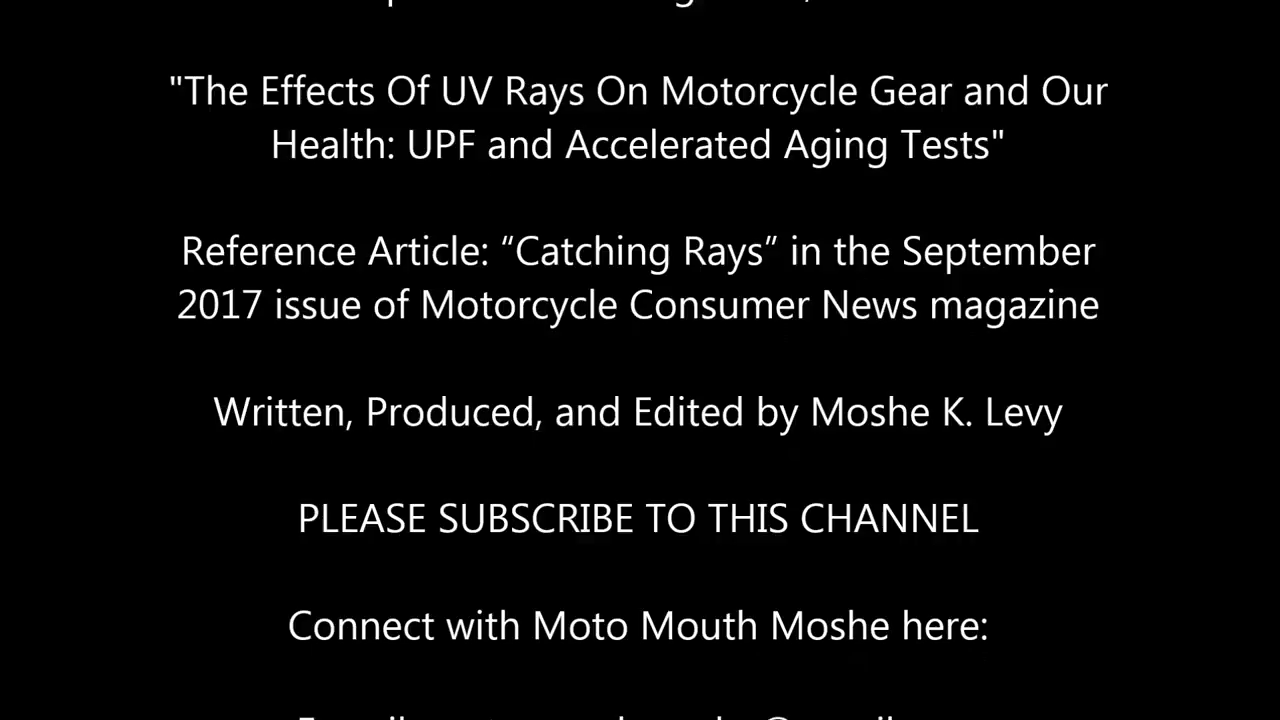 "The Effects Of UV Rays On Motorcycle Gear and Our
Health: UPF and Accelerated Aging Tests"
Reference Article: “Catching Rays” in the September
2017 issue of Motorcycle Consumer News magazine
Written, Produced, and Edited by Moshe K. Levy
PLEASE SUBSCRIBE TO THIS CHANNEL
Connect with Moto Mouth Moshe here: